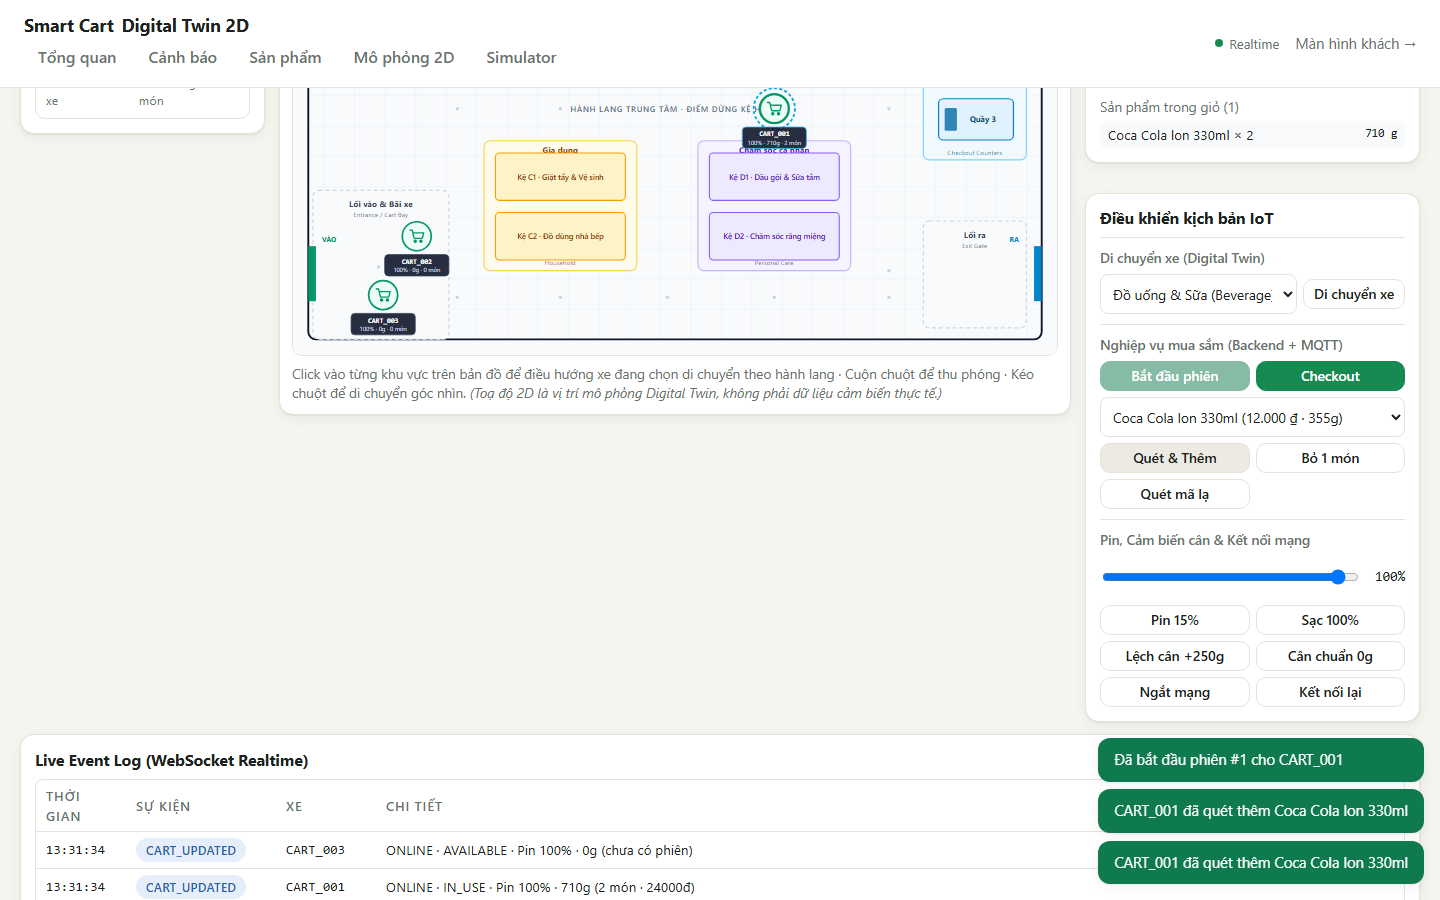 Smart Cart Digital Twin 2D
Tổng quan
Cảnh báo
Sản phẩm
Mô phỏng 2D
Simulator
Realtime
Màn hình khách →
xe
món
HÀNH LANG TRUNG TÂM · ĐIỂM DỪNG KỆ
CART_001
100% · 710g · 2 món
Gia dụng
Kệ C1 · Giặt tẩy & Vệ sinh
Kệ C2 · Đồ dùng nhà bếp
Household
Chăm sóc cá nhân
Kệ D1 · Dầu gội & Sữa tắm
Kệ D2 · Chăm sóc răng miệng
Personal Care
Quầy 3
Checkout Counters
Lối vào & Bãi xe
Entrance / Cart Bay
VÀO
CART_002
100% · 0g · 0 món
CART_003
100% · 0g · 0 món
Lối ra
Exit Gate
RA
Click vào từng khu vực trên bản đồ để điều hướng xe đang chọn di chuyển theo hành lang · Cuộn chuột để thu phóng · Kéo
chuột để di chuyển góc nhìn. (Toạ độ 2D là vị trí mô phỏng Digital Twin, không phải dữ liệu cảm biến thực tế.)
Sản phẩm trong giỏ (1)
Coca Cola lon 330ml × 2
710 g
Điều khiển kịch bản IoT
Di chuyển xe (Digital Twin)
Đồ uống & Sữa (Beverage)
Di chuyển xe
Nghiệp vụ mua sắm (Backend + MQTT)
Bắt đầu phiên
Checkout
Coca Cola lon 330ml (12.000 ₫ · 355g)
Quét & Thêm
Bỏ 1 món
Quét mã lạ
Pin, Cảm biến cân & Kết nối mạng
100%
Pin 15%
Sạc 100%
Lệch cân +250g
Cân chuẩn 0g
Ngắt mạng
Kết nối lại
Live Event Log (WebSocket Realtime)
THỜI GIAN
SỰ KIỆN
XE
CHI TIẾT
13:31:34
CART_UPDATED
CART_003
ONLINE · AVAILABLE · Pin 100% · 0g (chưa có phiên)
13:31:34
CART_UPDATED
CART_001
ONLINE · IN_USE · Pin 100% · 710g (2 món · 24000đ)
Đã bắt đầu phiên #1 cho CART_001
CART_001 đã quét thêm Coca Cola lon 330ml
CART_001 đã quét thêm Coca Cola lon 330ml